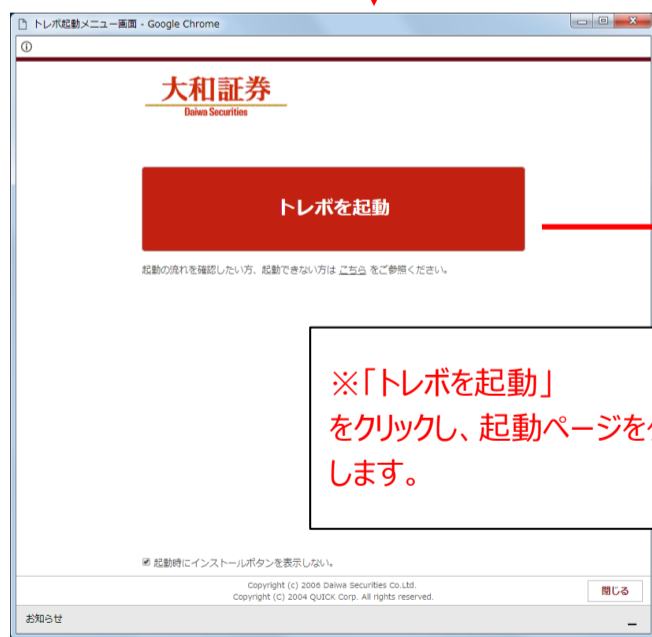 トレボ起動メニュー画面 - Google Chrome
大和証券
Daiwa Securities
トレボを起動
起動の流れを確認したい方、起動できない方は こちら をご参照ください。
※「トレボを起動」
をクリックし、起動ページを
します。
起動時にインストールボタンを表示しない。
Copyright (c) 2006 Daiwa Securities Co.Ltd.
Copyright (c) 2004 QUICK Corp. All rights reserved.
閉じる
お知らせ